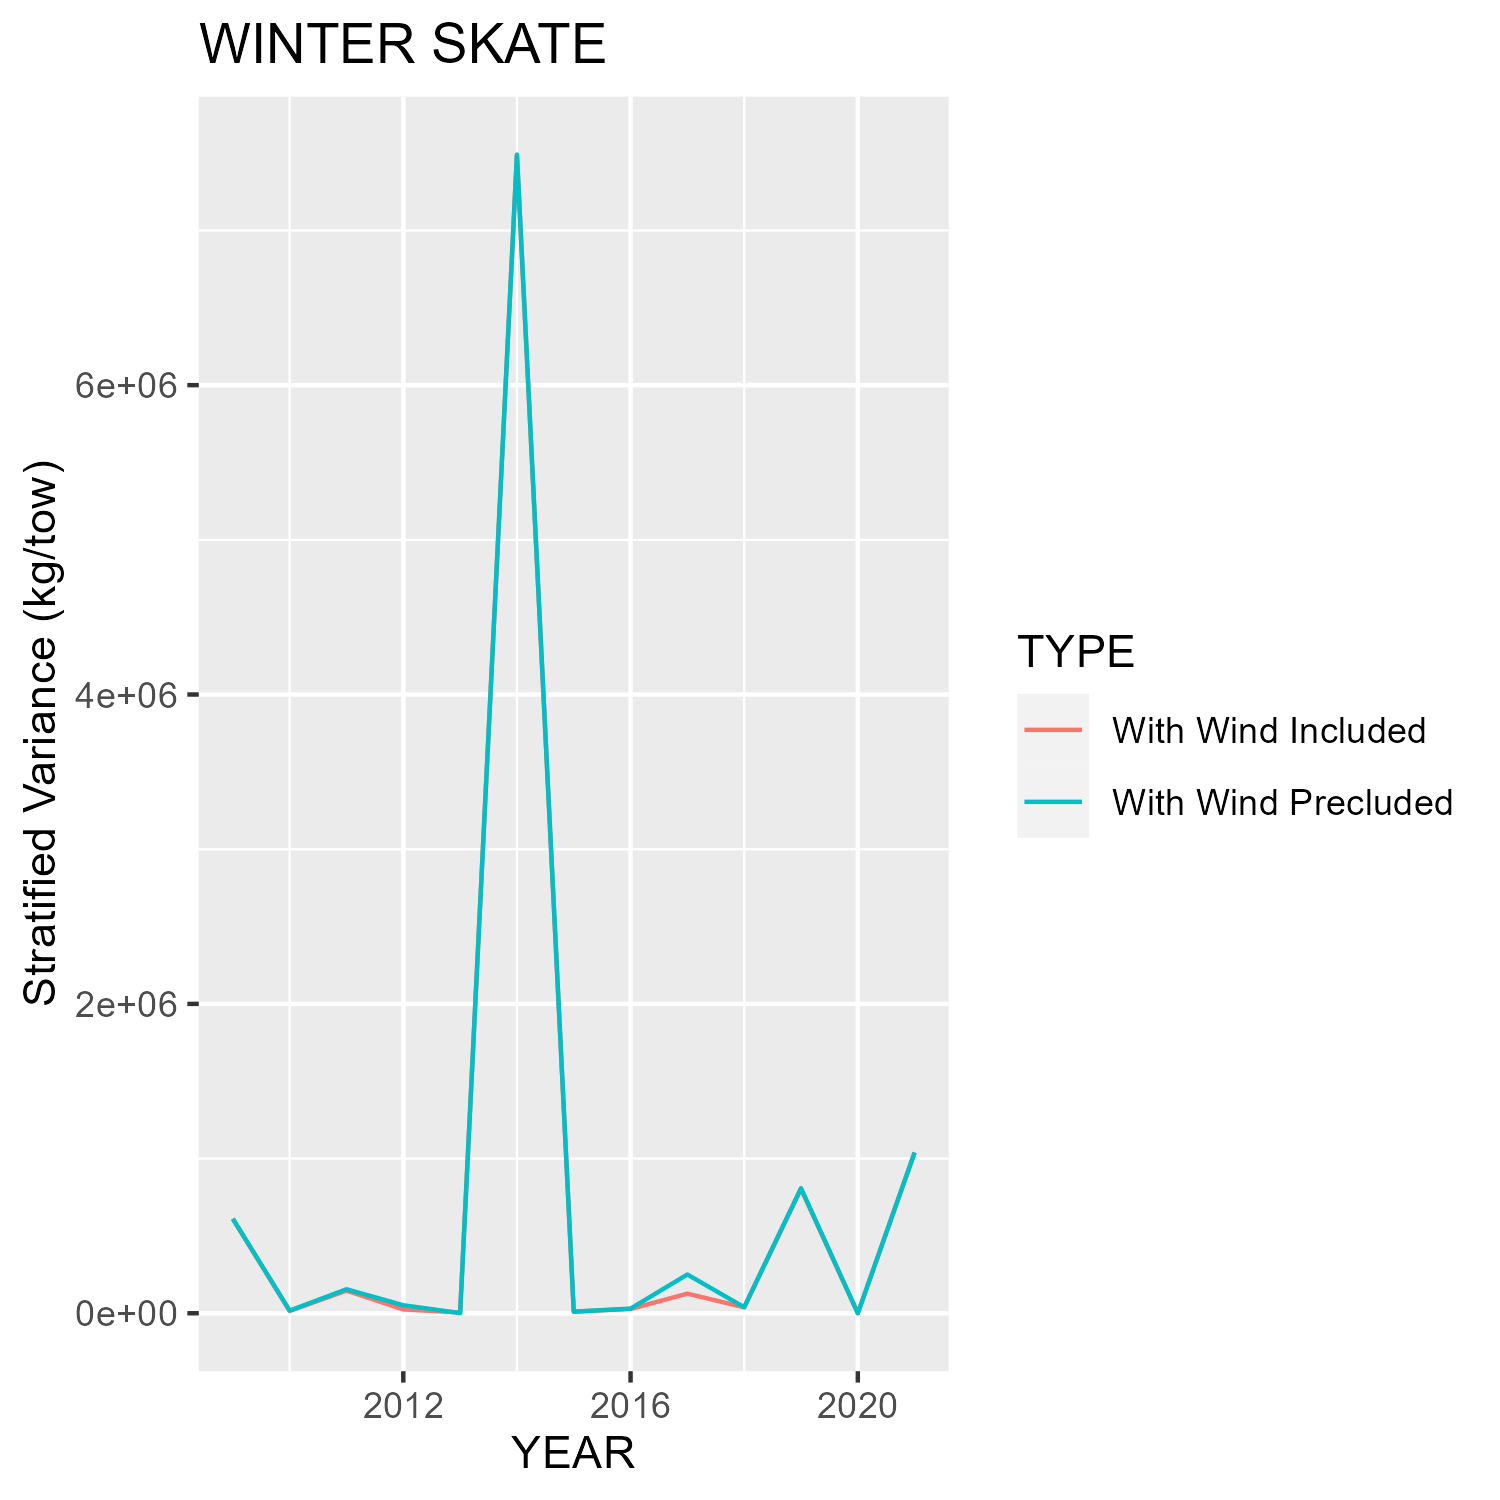 WINTER SKATE
Stratified Variance (kg/tow)
6e+06
4e+06
2e+06
0e+00
2012
2016
2020
YEAR
TYPE
With Wind Included
With Wind Precluded